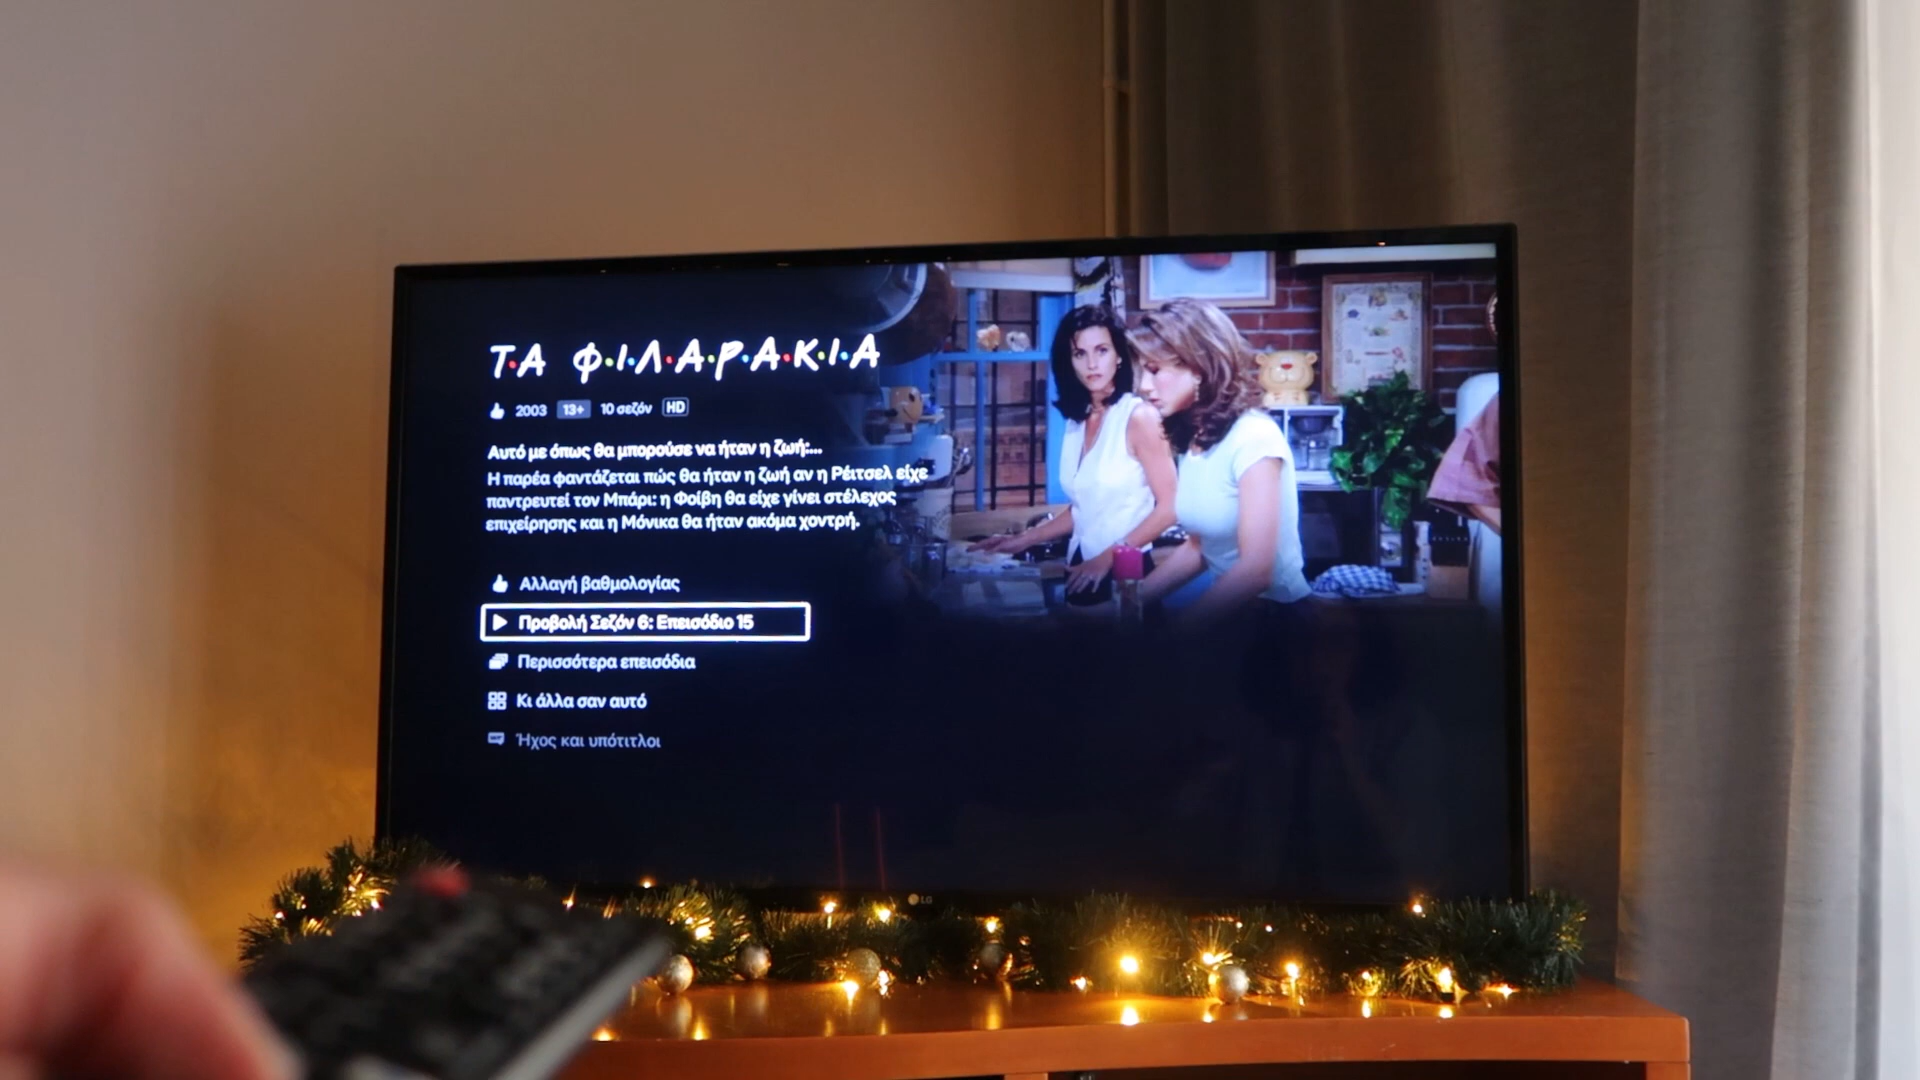 ΤΑ Φ·Ι·Λ·Α·Ρ·Α·Κ·Ι·Α
2003 13+ 10 σεζόν HD
Αυτό με όπως θα μπορούσε να ήταν η ζωή:...
Η παρέα φαντάζεται πώς θα ήταν η ζωή αν η Ρέιτσελ είχε
παντρευτεί τον Μπάρι: η Φοίβη θα είχε γίνει στέλεχος
επιχείρησης και η Μόνικα θα ήταν ακόμα χοντρή.
Αλλαγή βαθμολογίας
Προβολή Σεζόν 6: Επεισόδιο 15
Περισσότερα επεισόδια
Κι άλλα σαν αυτό
Ήχος και υπότιτλοι
LG